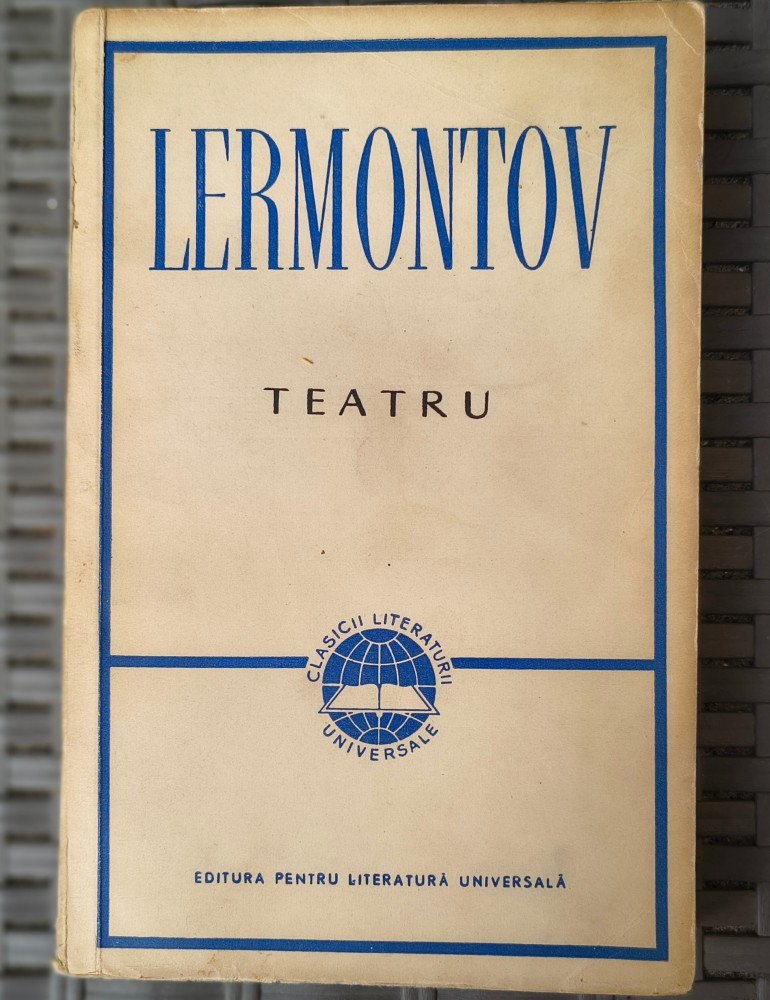 LERMONTOV
TEATRU
CLASICII LITERATURII
UNIVERSALE
EDITURA PENTRU LITERATURĂ UNIVERSALĂ